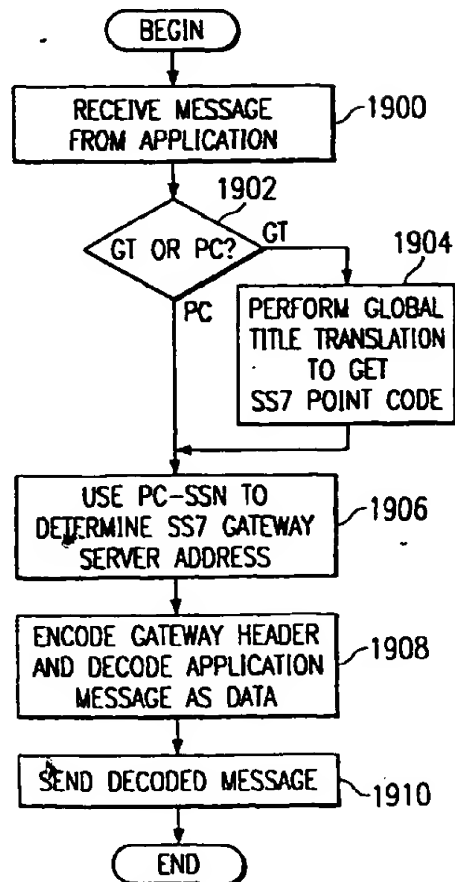 BEGIN
RECEIVE MESSAGE
FROM APPLICATION
1900
1902
GT OR PC?
GT
PC
1904
PERFORM GLOBAL
TITLE TRANSLATION
TO GET
SS7 POINT CODE
USE PC-SSN TO
DETERMINE SS7 GATEWAY
SERVER ADDRESS
1906
ENCODE GATEWAY HEADER
AND DECODE APPLICATION
MESSAGE AS DATA
1908
SEND DECODED MESSAGE
1910
END